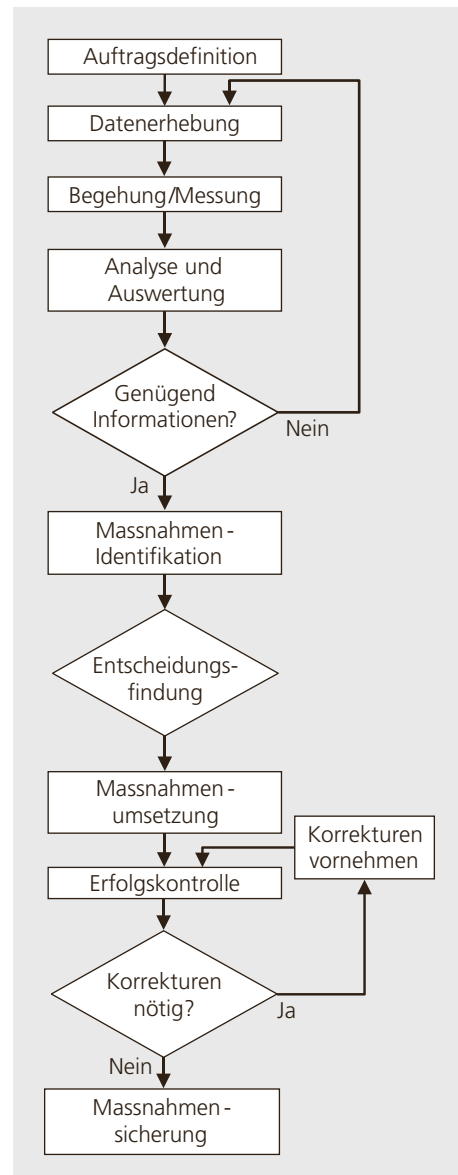 Auftragsdefinition
Datenerhebung
Begehung/Messung
Analyse und
Auswertung
Genügend
Informationen?
Nein
Ja
Massnahmen-
Identifikation
Entscheidungs-
findung
Massnahmen-
umsetzung
Korrekturen
vornehmen
Erfolgskontrolle
Korrekturen
nötig?
Ja
Nein
Massnahmen-
sicherung